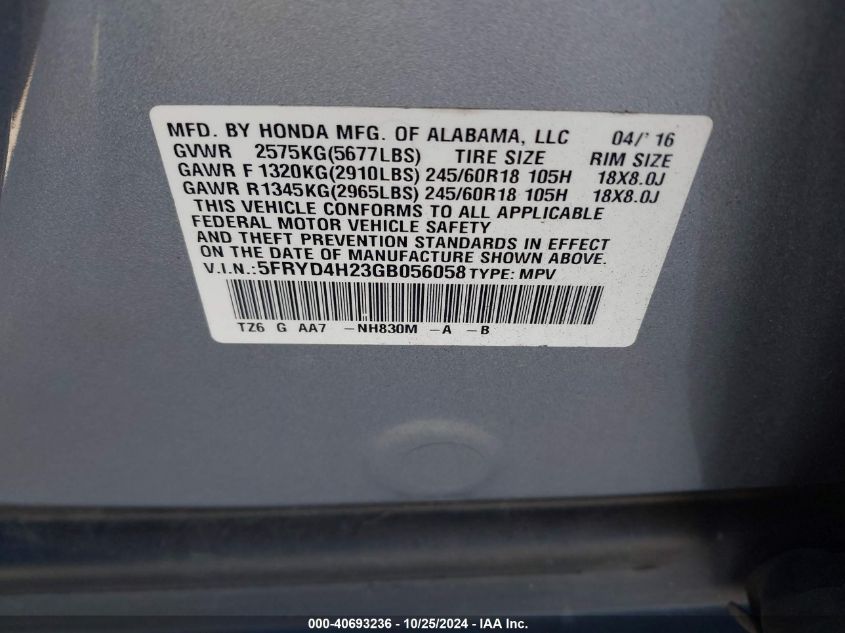 MFD. BY HONDA MFG. OF ALABAMA, LLC 04/' 16
GVWR 2575KG(5677LBS) TIRE SIZE RIM SIZE
GAWR F 1320KG(2910LBS) 245/60R18 105H 18X8.0J
GAWR R1345KG(2965LBS) 245/60R18 105H 18X8.0J
THIS VEHICLE CONFORMS TO ALL APPLICABLE
FEDERAL MOTOR VEHICLE SAFETY
AND THEFT PREVENTION STANDARDS IN EFFECT
ON THE DATE OF MANUFACTURE SHOWN ABOVE.
V.I.N.:5FRYD4H23GB056058 TYPE: MPV
TZ6 G AA7 -NH830M -A -B
000-40693236 - 10/25/2024 - IAA Inc.